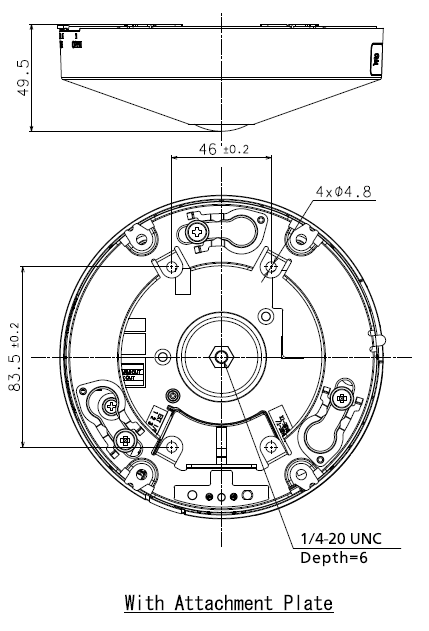 49.5
46 ±0.2
4xØ4.8
83.5 ±0.2
1/4-20 UNC
Depth=6
With Attachment Plate